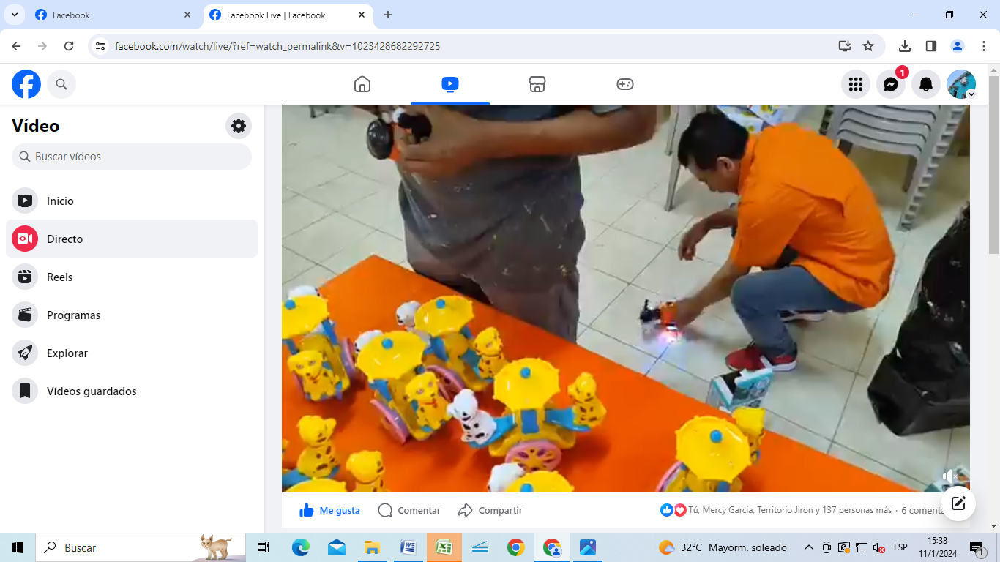 Facebook
Facebook Live | Facebook
facebook.com/watch/live/?ref=watch_permalink&v=1023428682292725
1
Vídeo
Buscar vídeos
Inicio
Directo
Reels
Programas
Explorar
Vídeos guardados
Me gusta
Comentar
Compartir
Tú, Mercy Garcia, Territorio Jiron y 137 personas más · 6
Buscar
32°C Mayorm. soleado
ESP
15:38
11/1/2024
1